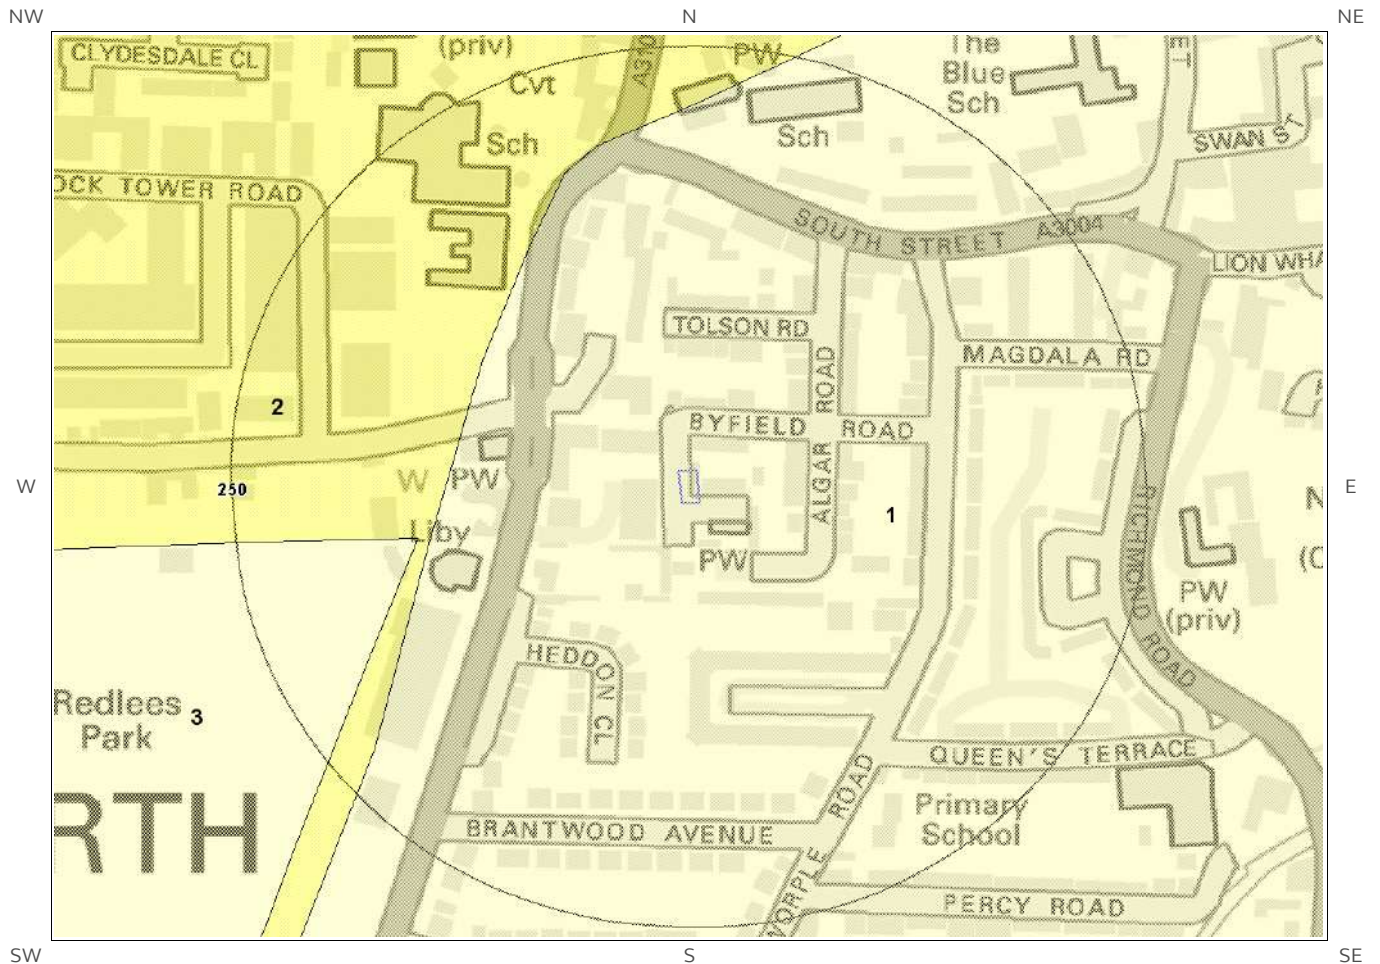 NW
N
NE
(priv)
A310
PW
The
Blue
Sch
CLYDESDALE CL
Cvt
Sch
Sch
SWAN ST
OCK TOWER ROAD
SOUTH STREET A3004
LION WHA
TOLSON RD
MAGDALA RD
ALGAR ROAD
2
BYFIELD ROAD
W PW
250
W
E
1
Liby
PW
RICHMOND ROAD
PW
(priv)
HEDDON CL
Redlees
Park
3
QUEEN'S TERRACE
RTH
Primary
School
BRANTWOOD AVENUE
WORPLE ROAD
PERCY ROAD
SW
S
SE